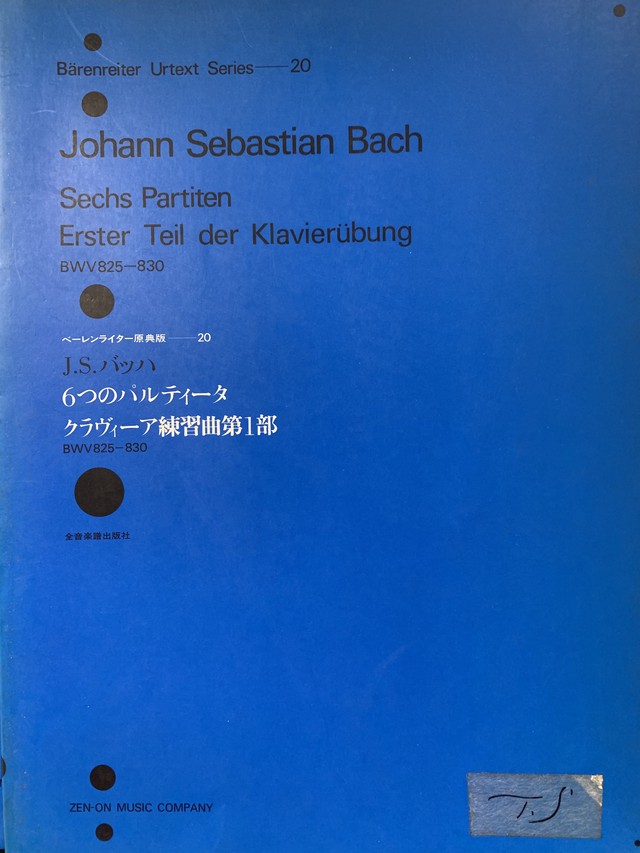 Bärenreiter Urtext Series──20
Johann Sebastian Bach
Sechs Partiten
Erster Teil der Klavierübung
BWV825−830
ベーレンライター原典版──20
J.S.バッハ
6つのパルティータ
クラヴィーア練習曲第1部
BWV825−830
全音楽譜出版社
ZEN-ON MUSIC COMPANY
T.S